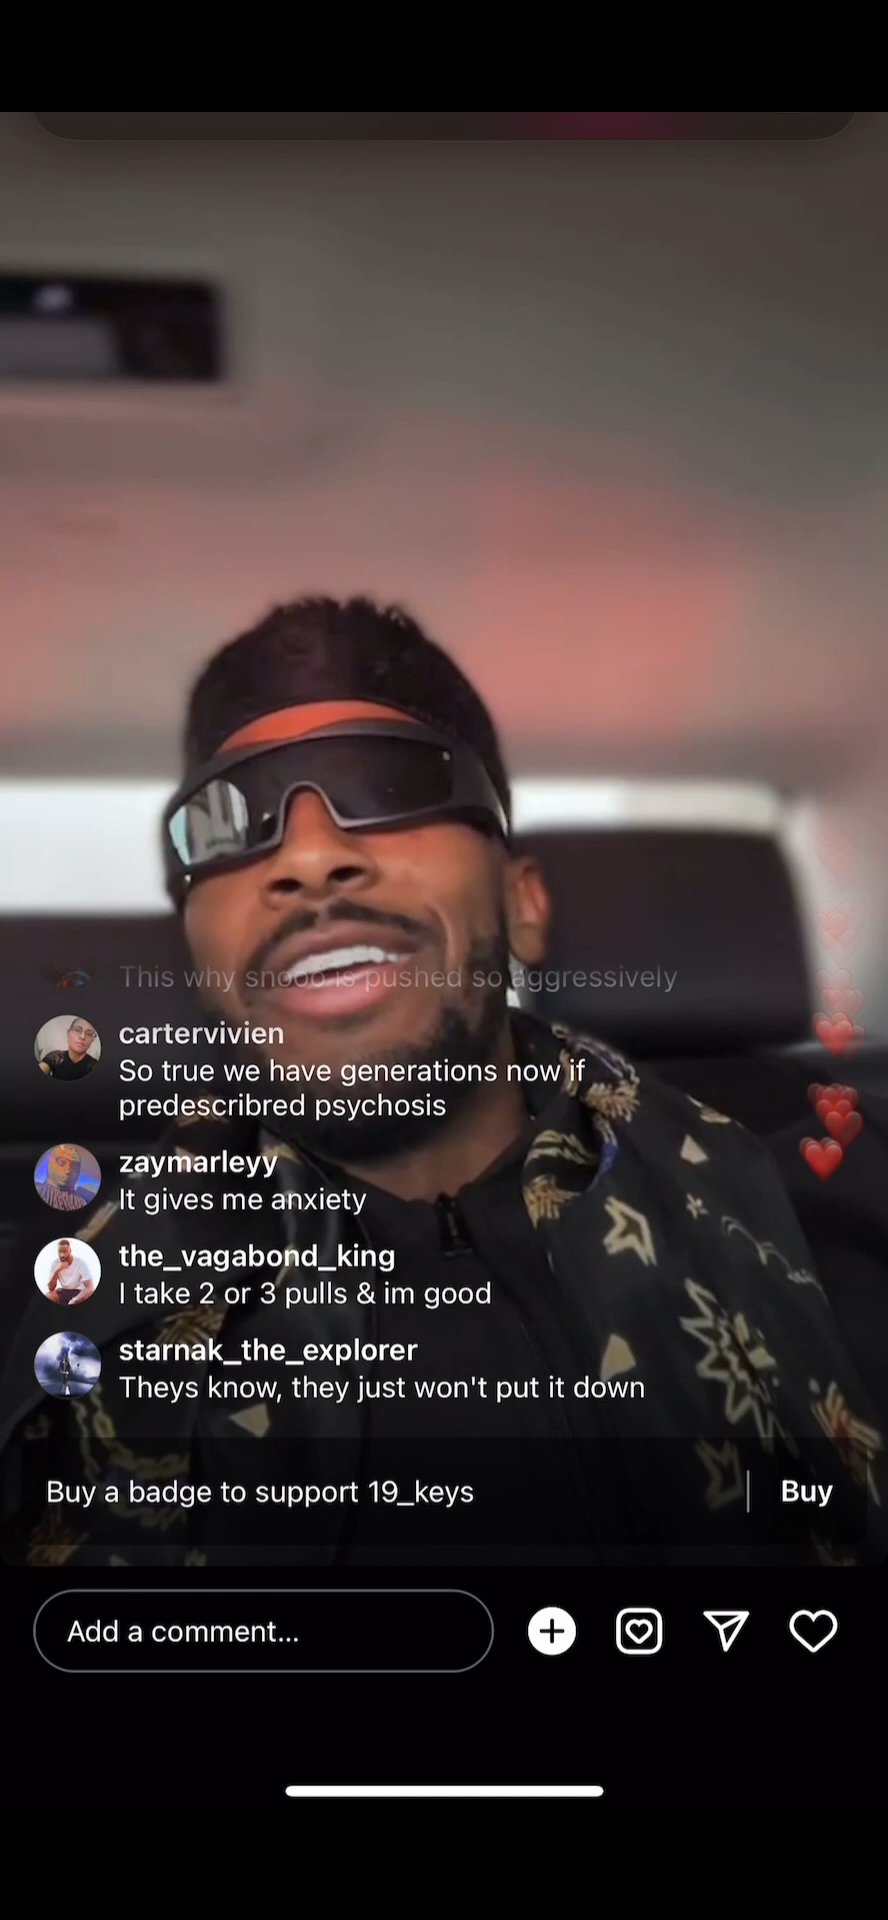 This why snooo is pushed so aggressively
cartervivien
So true we have generations now if
predescribred psychosis
zaymarleyy
It gives me anxiety
the_vagabond_king
I take 2 or 3 pulls & im good
starnak_the_explorer
Theys know, they just won't put it down
Buy a badge to support 19_keys
Buy
Add a comment...